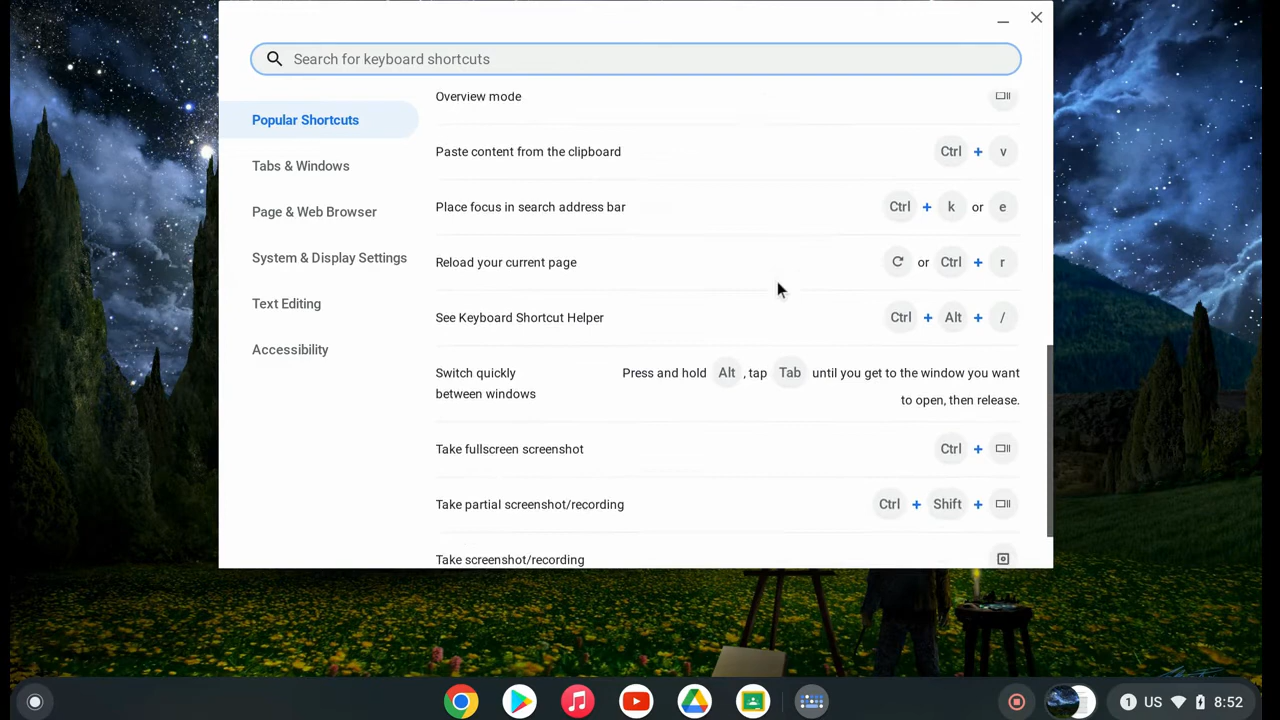 Search for keyboard shortcuts
Popular Shortcuts
Tabs & Windows
Page & Web Browser
System & Display Settings
Text Editing
Accessibility
Overview mode
Paste content from the clipboard Ctrl + v
Place focus in search address bar Ctrl + k or e
Reload your current page or Ctrl + r
See Keyboard Shortcut Helper Ctrl + Alt + /
Switch quickly Press and hold Alt , tap Tab until you get to the window you want
between windows to open, then release.
Take fullscreen screenshot Ctrl +
Take partial screenshot/recording Ctrl + Shift +
Take screenshot/recording
1 US 8:52